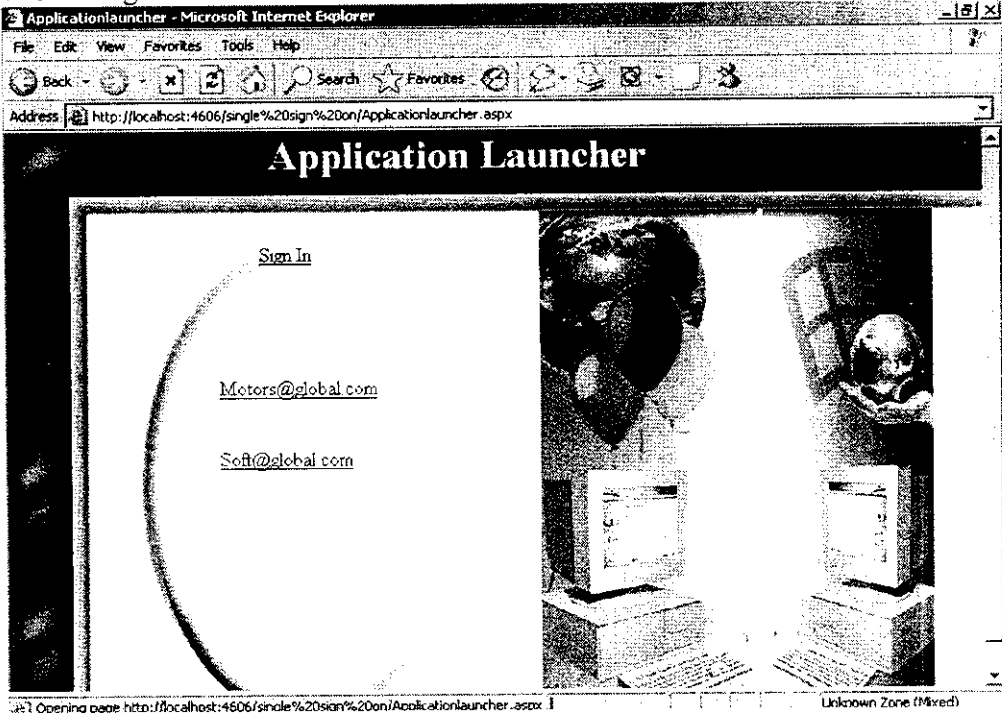 Applicationlauncher - Microsoft Internet Explorer
File Edit View Favorites Tools Help
Back Search Favorites
Address http://localhost:4606/single%20sign%20on/Applicationlauncher.aspx
Application Launcher
Sign In
Motors@global.com
Soft@global.com
Opening page http://localhost:4606/single%20sign%20on/Applicationlauncher.aspx
Unknown Zone (Mixed)